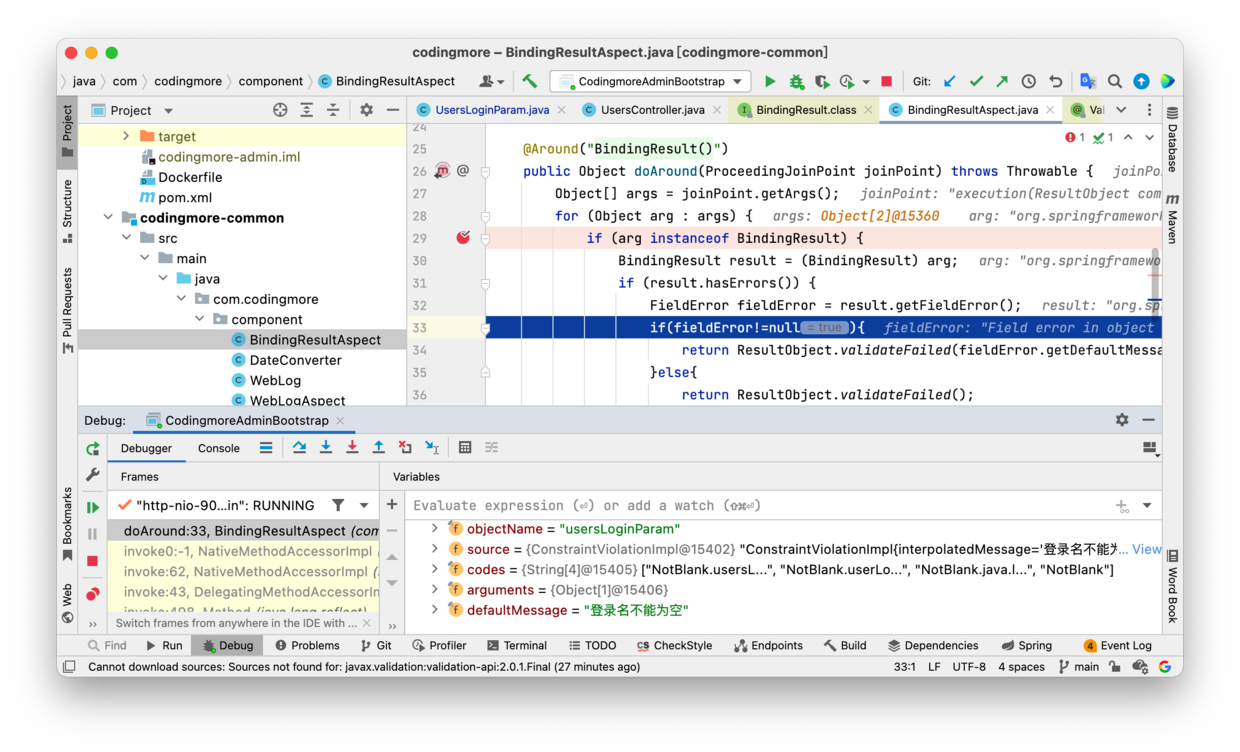 codingmore – BindingResultAspect.java [codingmore-common]
java com codingmore component BindingResultAspect CodingmoreAdminBootstrap Git:
Project UsersLoginParam.java UsersController.java BindingResult.class BindingResultAspect.java Val
Project
Structure
Pull Requests
Bookmarks
Web
target
codingmore-admin.iml
Dockerfile
pom.xml
codingmore-common
src
main
java
com.codingmore
component
BindingResultAspect
DateConverter
WebLog
WebLogAspect
24
25 @Around("BindingResult()")
26 public Object doAround(ProceedingJoinPoint joinPoint) throws Throwable { joinPo
27 Object[] args = joinPoint.getArgs(); joinPoint: "execution(ResultObject com
28 for (Object arg : args) { args: Object[2]@15360 arg: "org.springframework
29 if (arg instanceof BindingResult) {
30 BindingResult result = (BindingResult) arg; arg: "org.springframewo
31 if (result.hasErrors()) {
32 FieldError fieldError = result.getFieldError(); result: "org.sp
33 if(fieldError!=null = true ){ fieldError: "Field error in object
34 return ResultObject.validateFailed(fieldError.getDefaultMessa
35 }else{
36 return ResultObject.validateFailed();
1 1
Database
Maven
Word Book
Debug: CodingmoreAdminBootstrap
Debugger Console
Frames Variables
"http-nio-90...in": RUNNING
Evaluate expression (⏎) or add a watch (⇧⌘⏎)
doAround:33, BindingResultAspect (com
invoke0:-1, NativeMethodAccessorImpl
invoke:62, NativeMethodAccessorImpl
invoke:43, DelegatingMethodAccessorIm
invoke:498, Method (java.lang.reflect)
Switch frames from anywhere in the IDE with ...
objectName = "usersLoginParam"
source = {ConstraintViolationImpl@15402} "ConstraintViolationImpl{interpolatedMessage='登录名不能为... View
codes = {String[4]@15405} ["NotBlank.usersL...", "NotBlank.userLo...", "NotBlank.java.l...", "NotBlank"]
arguments = {Object[1]@15406}
defaultMessage = "登录名不能为空"
Find Run Debug Problems Git Profiler Terminal TODO CheckStyle Endpoints Build Dependencies Spring 4 Event Log
Cannot download sources: Sources not found for: javax.validation:validation-api:2.0.1.Final (27 minutes ago) 33:1 LF UTF-8 4 spaces main